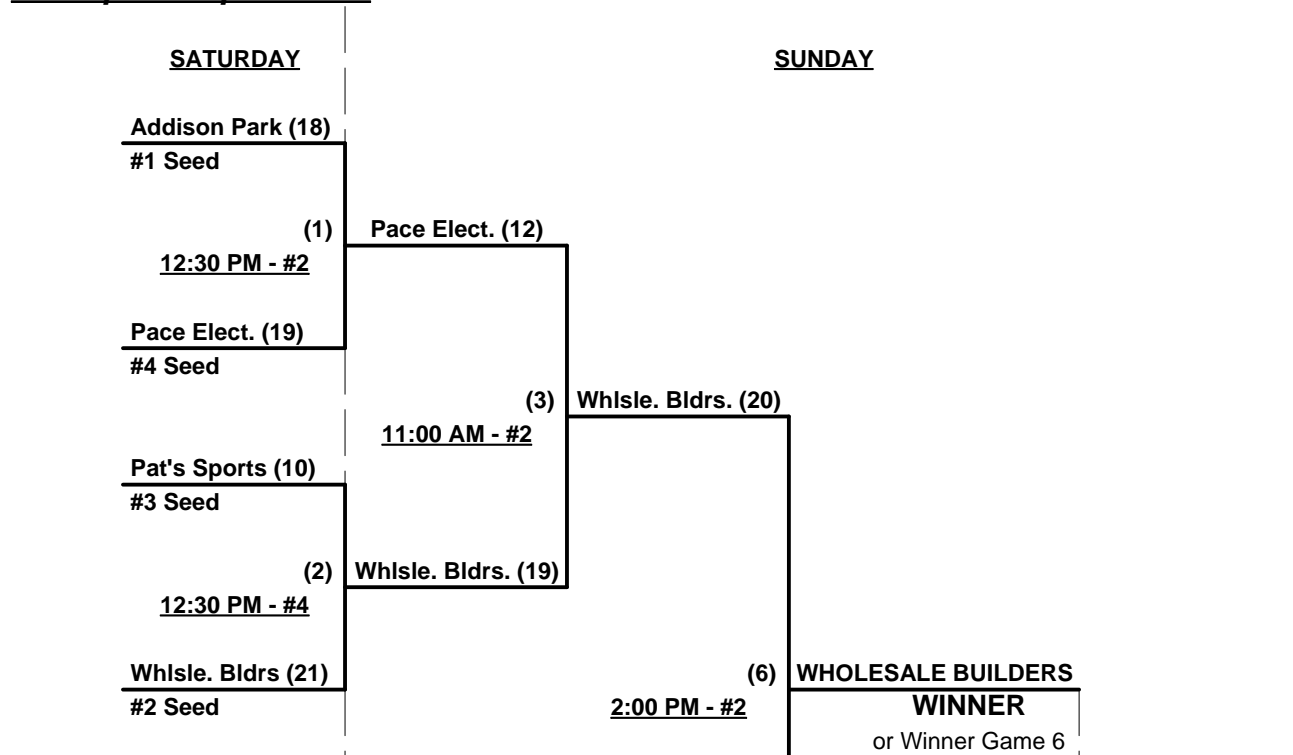 SATURDAY
SUNDAY
Addison Park (18)
#1 Seed
(1)
Pace Elect. (12)
12:30 PM - #2
Pace Elect. (19)
#4 Seed
(3)
Whlsle. Bldrs. (20)
11:00 AM - #2
Pat's Sports (10)
#3 Seed
(2)
Whlsle. Bldrs. (19)
12:30 PM - #4
Whlsle. Bldrs (21)
(6)
WHOLESALE BUILDERS
#2 Seed
2:00 PM - #2
WINNER
or Winner Game 6